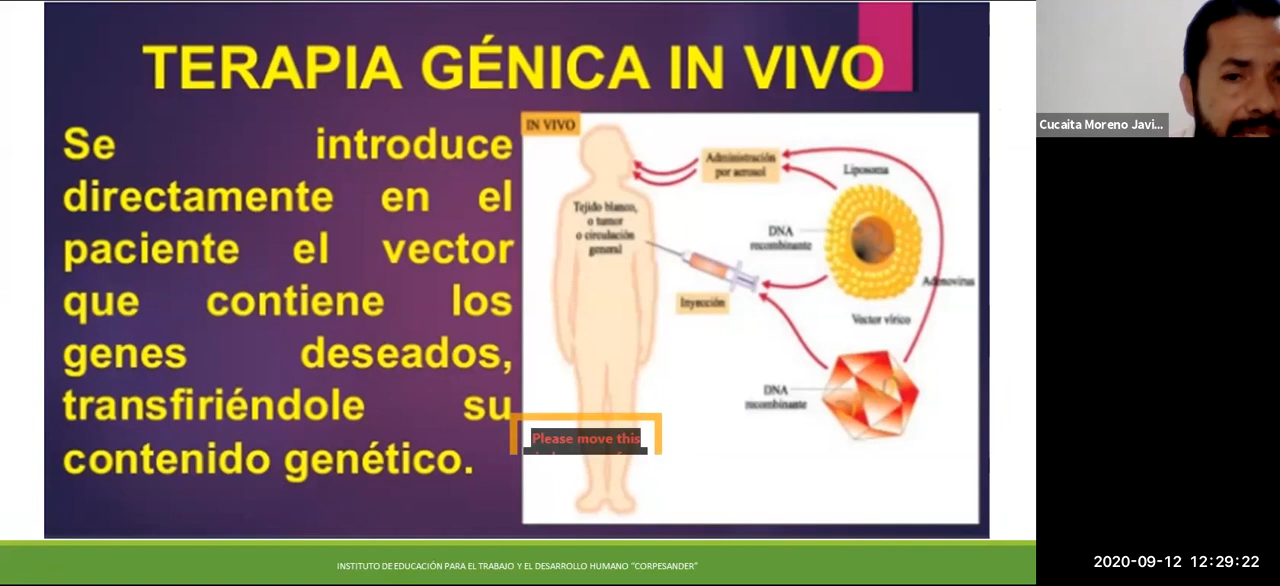 TERAPIA GÉNICA IN VIVO
Se introduce
directamente en el
paciente el vector
que contiene los
genes deseados,
transfiriéndole su
contenido genético.
IN VIVO
Administración
por aerosol
Liposoma
Tejido blanco,
o tumor
o circulación
general
DNA
recombinante
Adenovirus
Inyección
Vector vírico
DNA
recombinante
Please move this
INSTITUTO DE EDUCACIÓN PARA EL TRABAJO Y EL DESARROLLO HUMANO “CORPESANDER”
Cucaita Moreno Javi...
2020-09-12 12:29:22